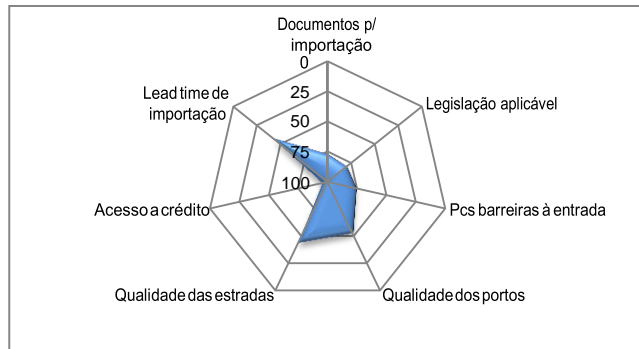 Documentos p/
importação
0
Lead time de
importação
25
Legislação aplicável
50
75
100
Acesso a crédito
Pcs barreiras à entrada
Qualidade das estradas
Qualidade dos portos